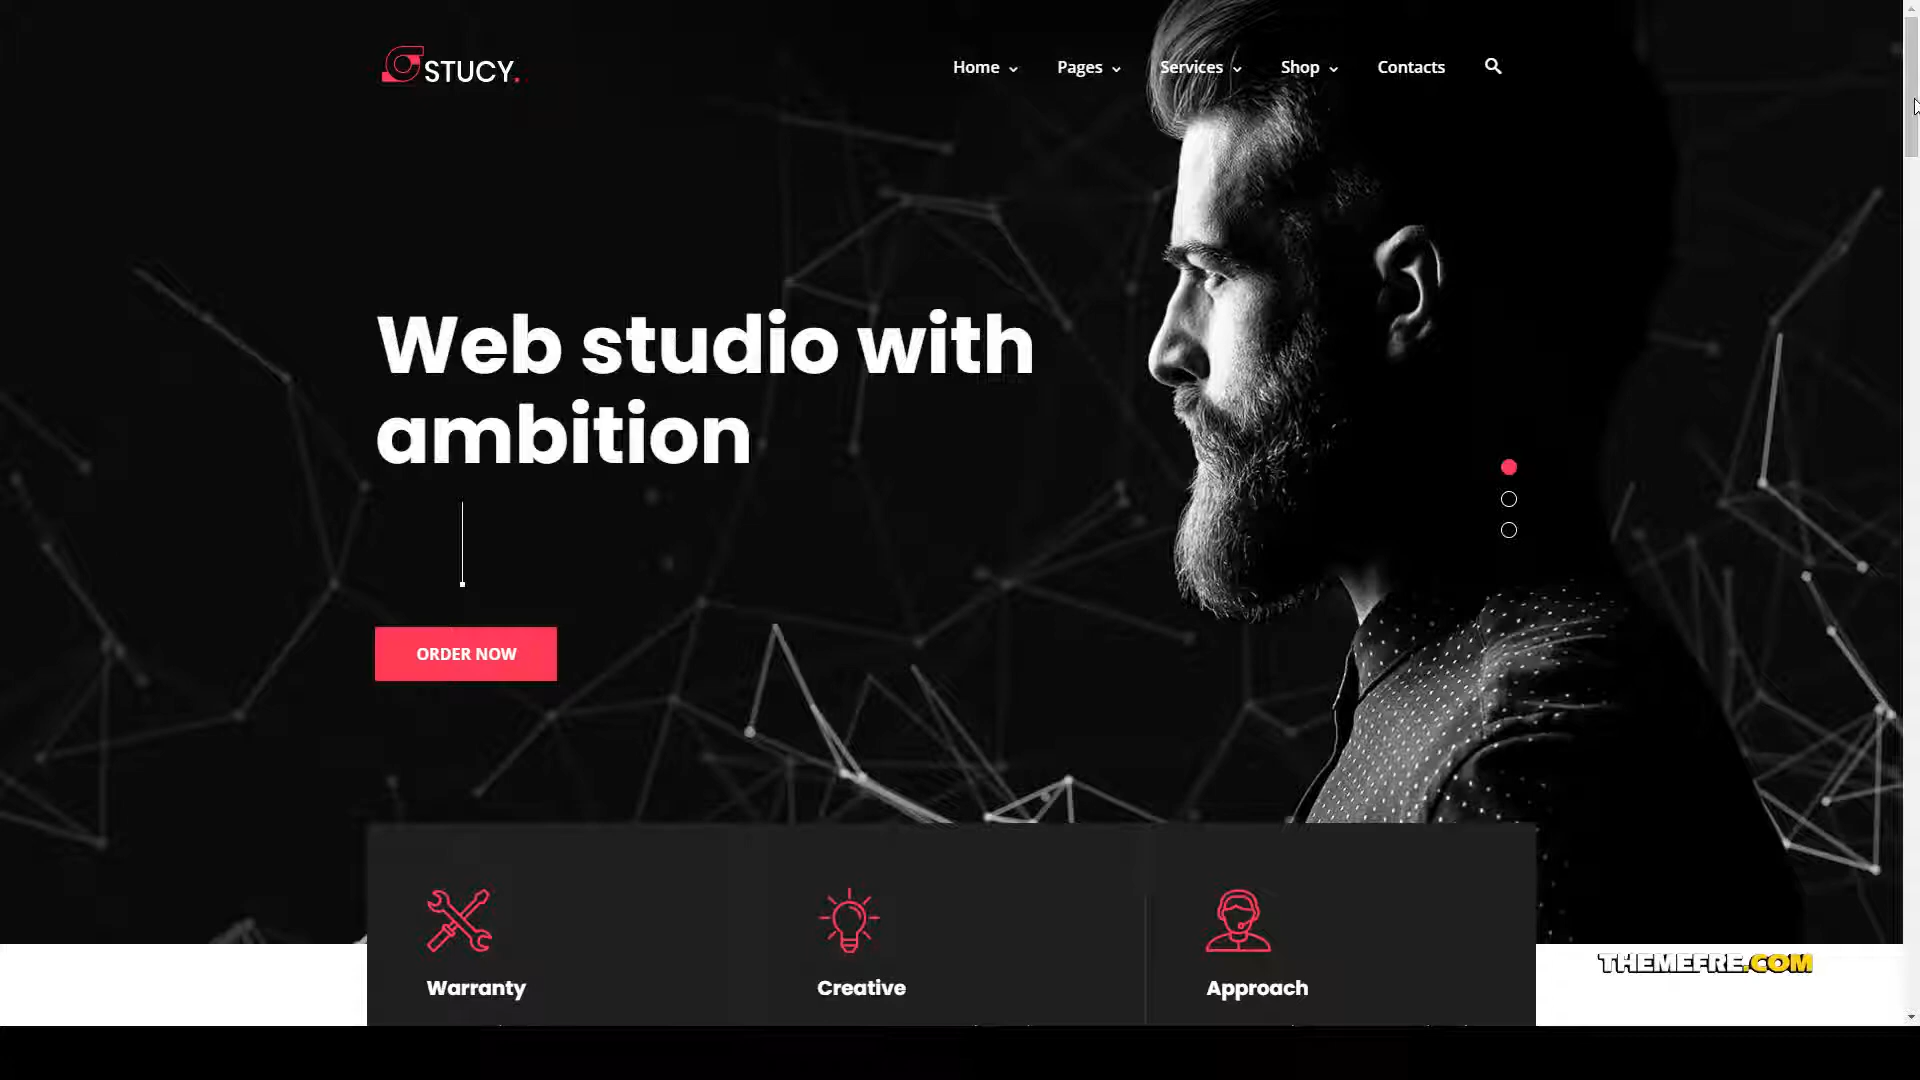 STUCY.
Home Pages Services Shop Contacts
Web studio with
ambition
ORDER NOW
Warranty Creative Approach
THEMEFRE.COM